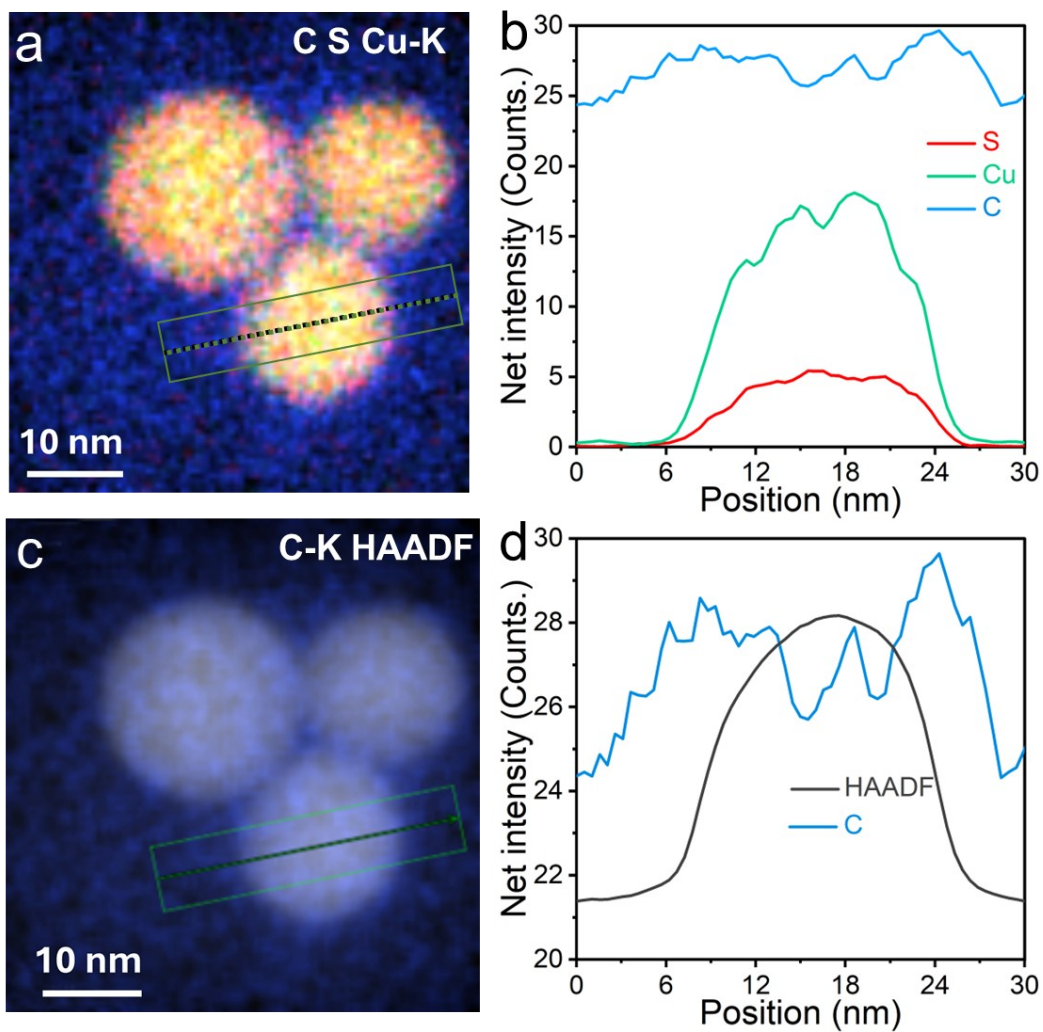 a
C S Cu-K
10 nm
b
Net intensity (Counts.)
30
25
20
15
10
5
0
S
Cu
C
0 6 12 18 24 30
Position (nm)
c
C-K HAADF
10 nm
d
Net intensity (Counts.)
30
28
26
24
22
20
HAADF
C
0 6 12 18 24 30
Position (nm)